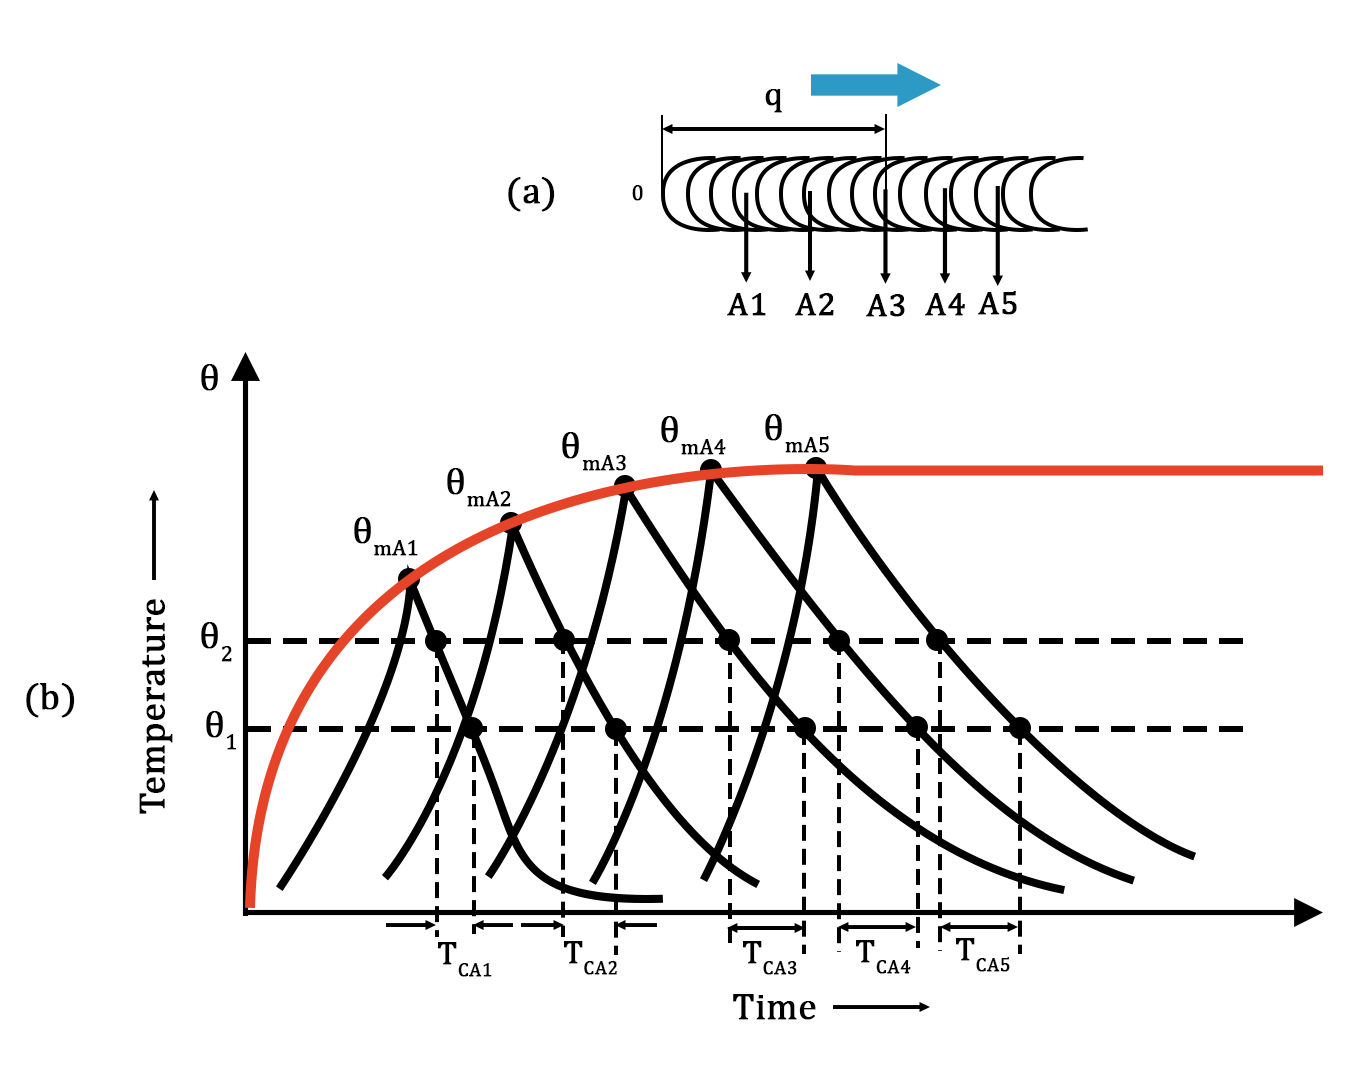 q
(a)
0
A1 A2 A3 A4 A5
θ
θmA1
θmA2
θmA3
θmA4
θmA5
θ2
θ1
(b)
Temperature
TCA1 TCA2 TCA3 TCA4 TCA5
Time